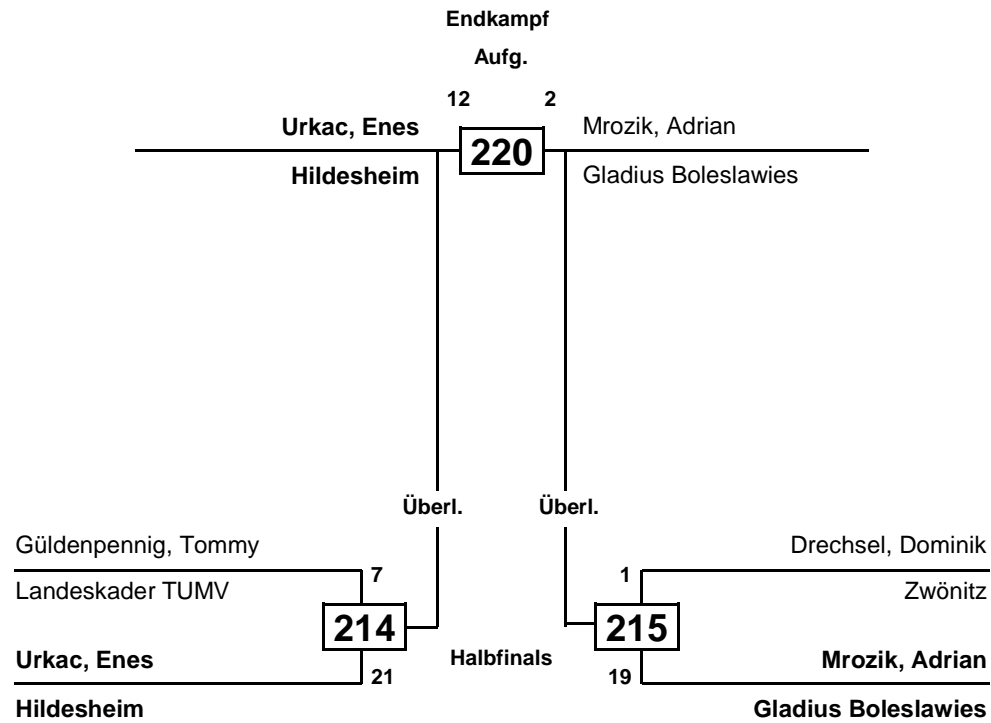 Endkampf
Aufg.
12 2
Urkac, Enes 220 Mrozik, Adrian
Hildesheim Gladius Boleslawies
Überl. Überl.
Güldenpennig, Tommy Drechsel, Dominik
7 1
Landeskader TUMV Zwönitz
214 215
Urkac, Enes Halbfinals Mrozik, Adrian
21 19
Hildesheim Gladius Boleslawies